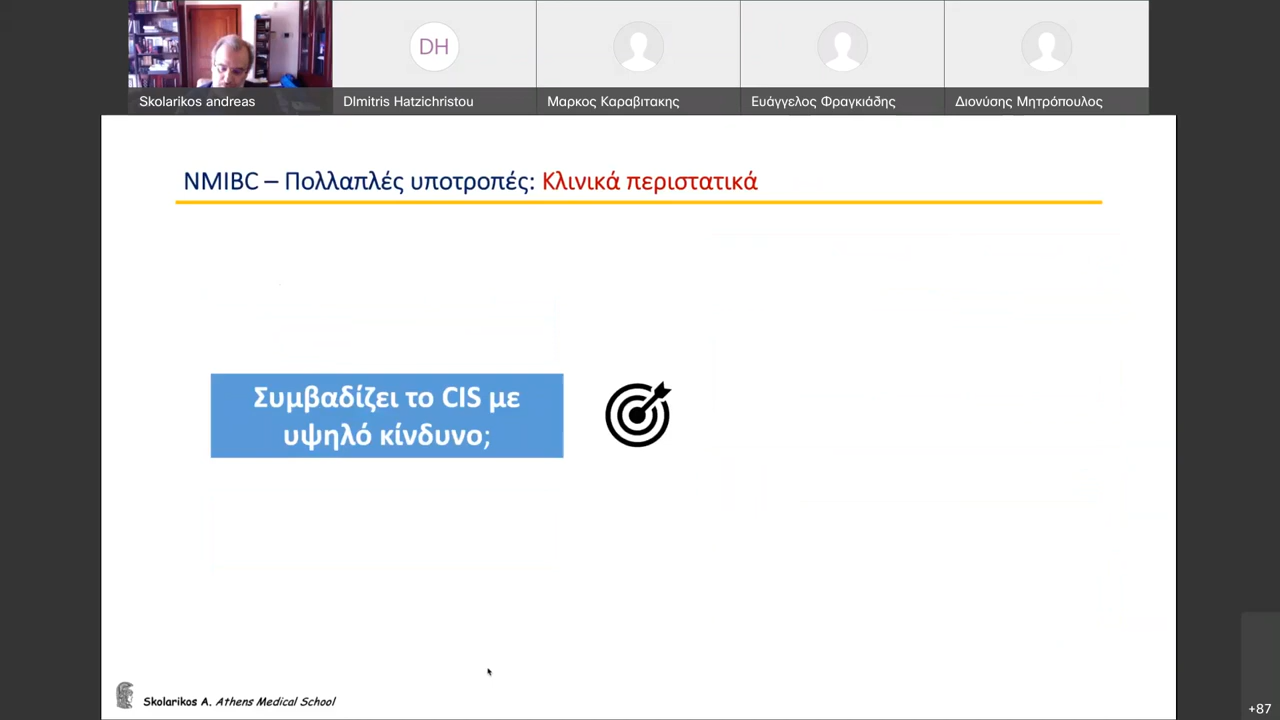 DH
Skolarikos andreas
DImitris Hatzichristou
Μαρκος Καραβιτακης
Ευάγγελος Φραγκιάδης
Διονύσης Μητρόπουλος
NMIBC – Πολλαπλές υποτροπές: Κλινικά περιστατικά
Συμβαδίζει το CIS με
υψηλό κίνδυνο;
Skolarikos A. Athens Medical School
+87